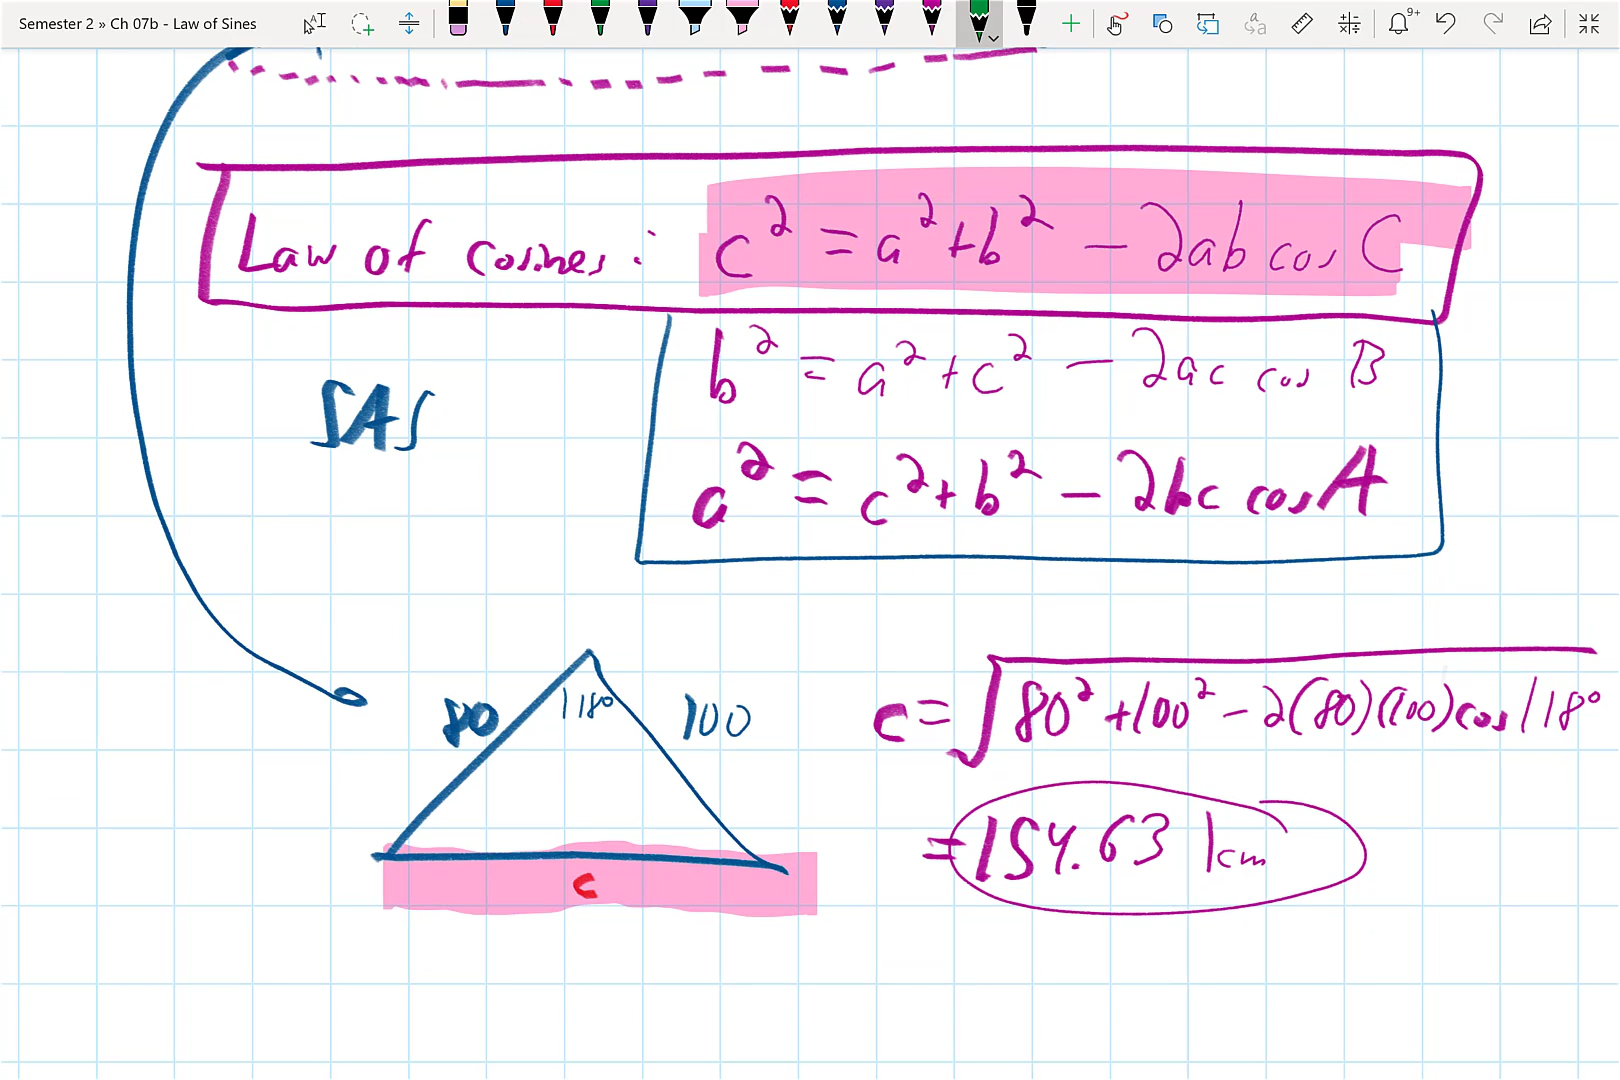 Semester 2 » Ch 07b - Law of Sines
9+
Law of Cosines: c² = a² + b² - 2ab cos C
b² = a² + c² - 2ac cos B
SAS
a² = c² + b² - 2bc cos A
80
118°
100
c = √80² + 100² - 2(80)(100) cos 118°
= 154.63 km
c